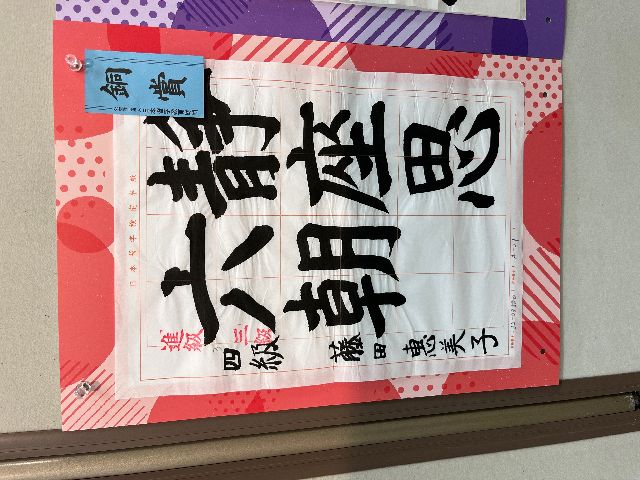 銅賞
静座思
六朝
四級 藤田恵美子
進級 三級